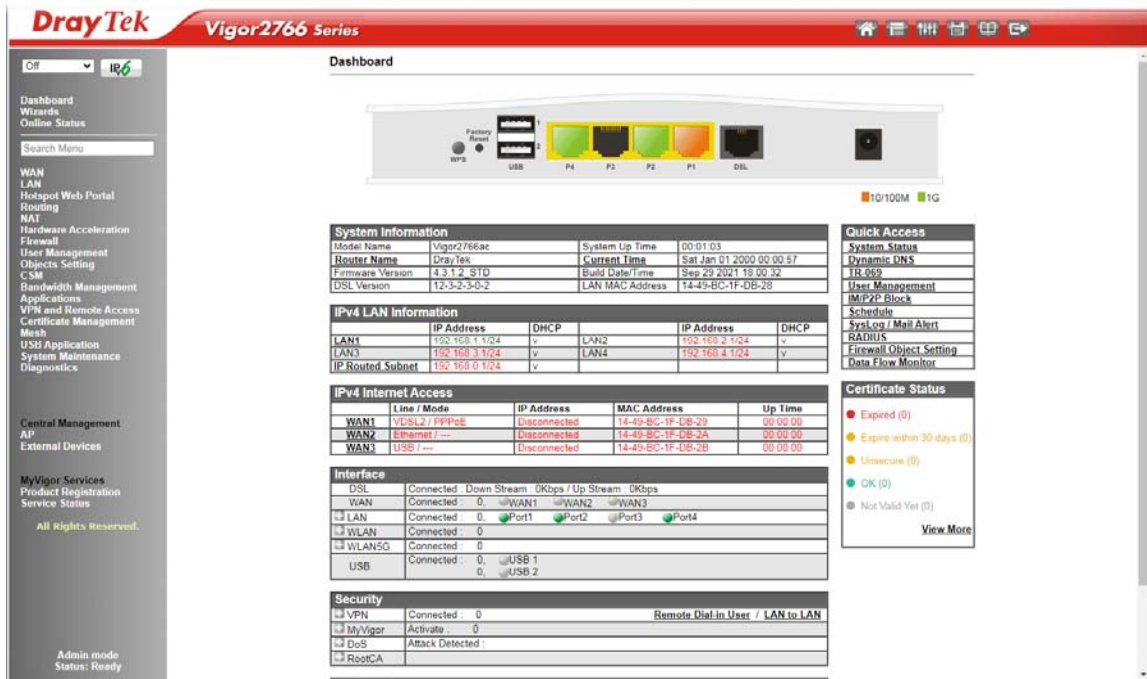 DrayTek
Vigor2766 Series
Off
IPv6
Dashboard
Wizards
Online Status
Search Menu
WAN
LAN
Hotspot Web Portal
Routing
NAT
Hardware Acceleration
Firewall
User Management
Objects Setting
CSM
Bandwidth Management
Applications
VPN and Remote Access
Certificate Management
Mesh
USB Application
System Maintenance
Diagnostics
Central Management
AP
External Devices
MyVigor Services
Product Registration
Service Status
All Rights Reserved.
Admin mode
Status: Ready
Dashboard
Factory
Reset
WPS
1
2
USB P4 P3 P2 P1 DSL
10/100M 1G
System Information
Model Name Vigor2766ac System Up Time 00:01:03
Router Name DrayTek Current Time Sat Jan 01 2000 00:00:57
Firmware Version 4.3.1.2_STD Build Date/Time Sep 29 2021 18:00:32
DSL Version 12-3-2-3-0-2 LAN MAC Address 14-49-BC-1F-DB-28
IPv4 LAN Information
IP Address DHCP IP Address DHCP
LAN1 192.168.1.1/24 v LAN2 192.168.2.1/24 v
LAN3 192.168.3.1/24 v LAN4 192.168.4.1/24 v
IP Routed Subnet 192.168.0.1/24 v
IPv4 Internet Access
Line / Mode IP Address MAC Address Up Time
WAN1 VDSL2 / PPPoE Disconnected 14-49-BC-1F-DB-29 00:00:00
WAN2 Ethernet / --- Disconnected 14-49-BC-1F-DB-2A 00:00:00
WAN3 USB / --- Disconnected 14-49-BC-1F-DB-2B 00:00:00
Interface
DSL Connected : Down Stream : 0Kbps / Up Stream : 0Kbps
WAN Connected : 0, WAN1 WAN2 WAN3
LAN Connected : 0, Port1 Port2 Port3 Port4
WLAN Connected : 0
WLAN5G Connected : 0
USB Connected : 0, USB 1
0, USB 2
Security
VPN Connected : 0 Remote Dial-in User / LAN to LAN
MyVigor Activate : 0
DoS Attack Detected :
RootCA
Quick Access
System Status
Dynamic DNS
TR-069
User Management
IM/P2P Block
Schedule
SysLog / Mail Alert
RADIUS
Firewall Object Setting
Data Flow Monitor
Certificate Status
Expired (0)
Expire within 30 days (0)
Unsecure (0)
OK (0)
Not Valid Yet (0)
View More